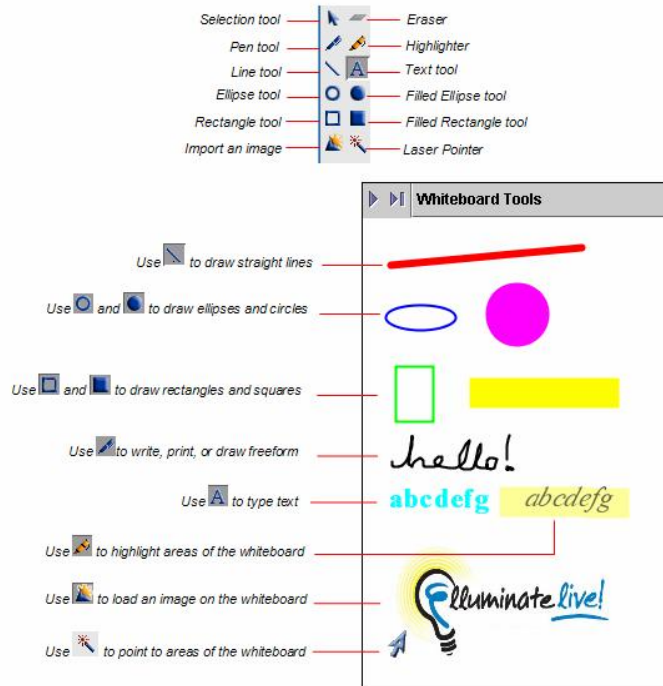 Selection tool Eraser
Pen tool Highlighter
Line tool A Text tool
Ellipse tool Filled Ellipse tool
Rectangle tool Filled Rectangle tool
Import an image Laser Pointer
Whiteboard Tools
Use to draw straight lines
Use and to draw ellipses and circles
Use and to draw rectangles and squares
Use to write, print, or draw freeform
hello!
Use A to type text
abcdefg abcdefg
Use to highlight areas of the whiteboard
Use to load an image on the whiteboard
Elluminate live!
Use to point to areas of the whiteboard